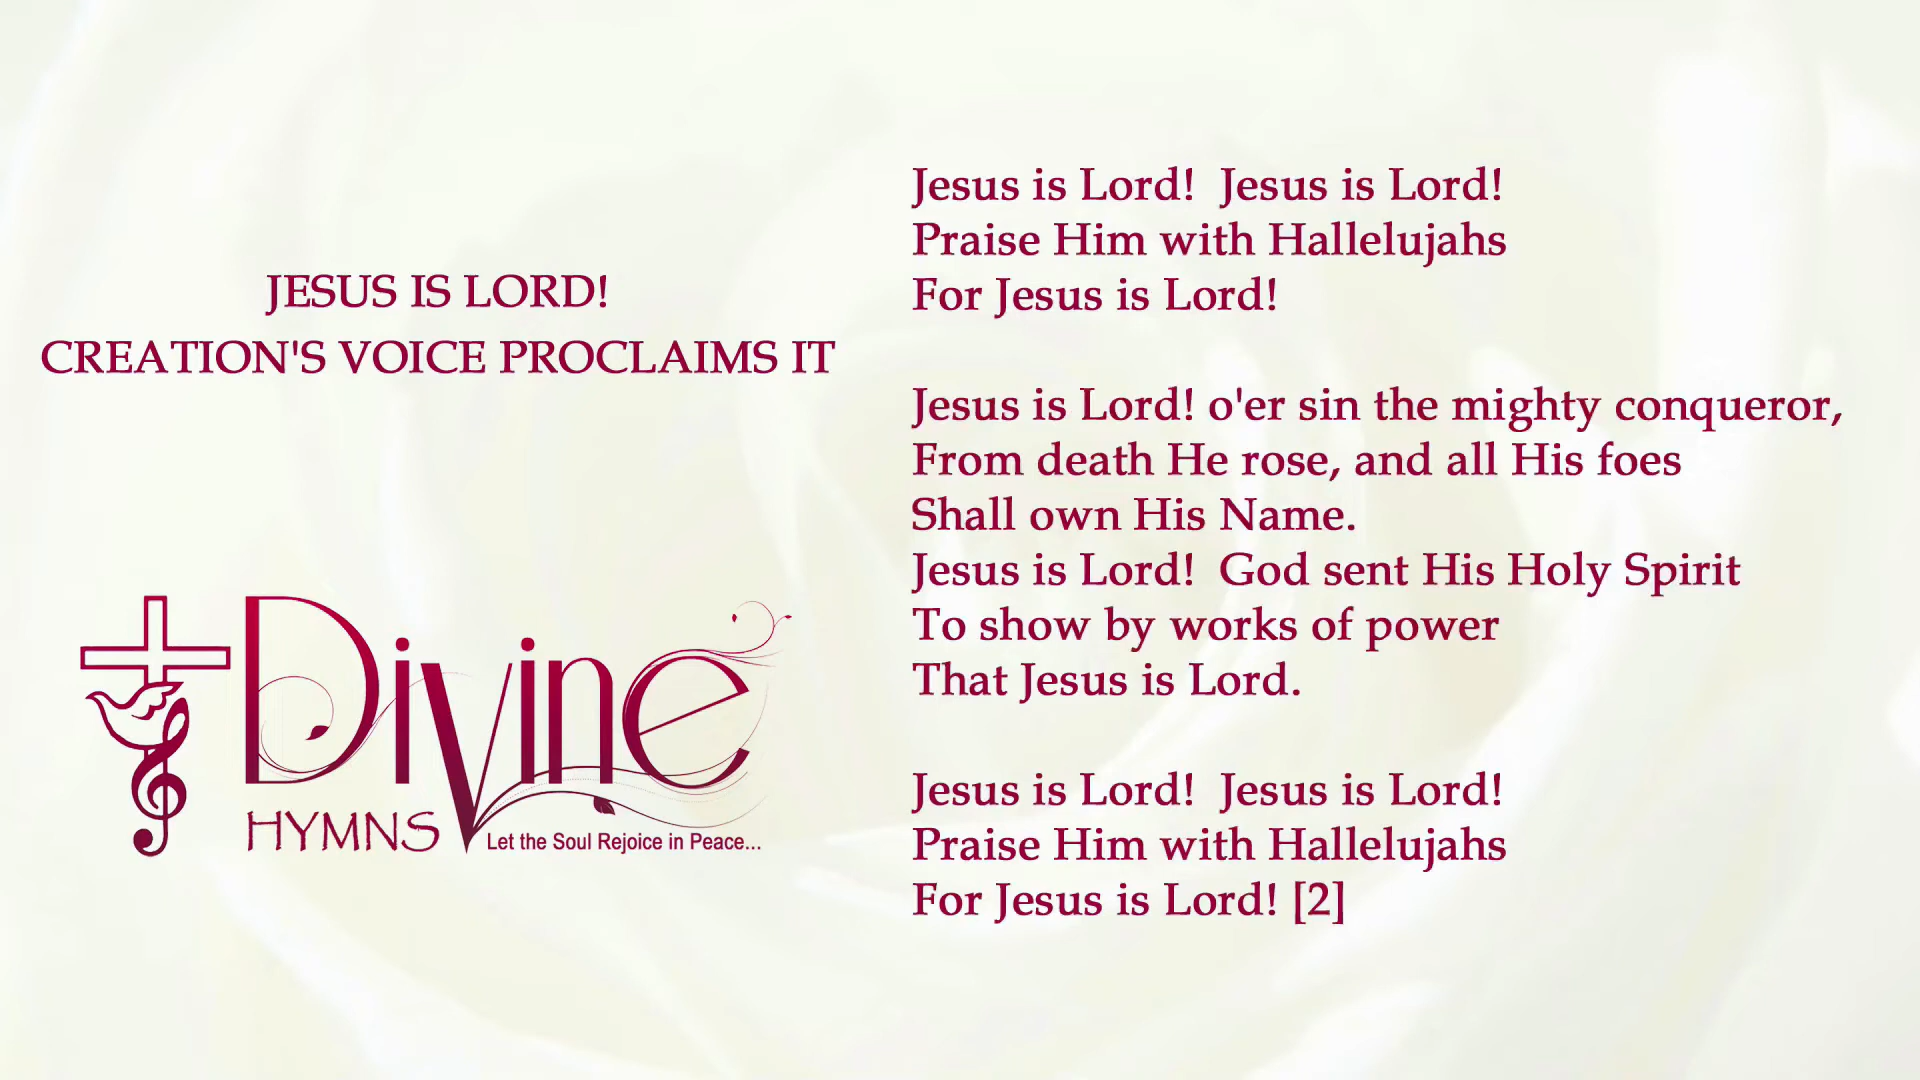 JESUS IS LORD!
CREATION'S VOICE PROCLAIMS IT
Divine
HYMNS
Let the Soul Rejoice in Peace...
Jesus is Lord!  Jesus is Lord!
Praise Him with Hallelujahs
For Jesus is Lord!
Jesus is Lord! o'er sin the mighty conqueror,
From death He rose, and all His foes
Shall own His Name.
Jesus is Lord!  God sent His Holy Spirit
To show by works of power
That Jesus is Lord.
Jesus is Lord!  Jesus is Lord!
Praise Him with Hallelujahs
For Jesus is Lord! [2]